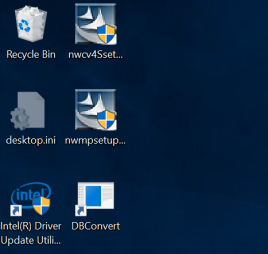 Recycle Bin
nwcv4Sset...
desktop.ini
nwmpsetup...
intel
Intel(R) Driver
Update Utili...
DBConvert